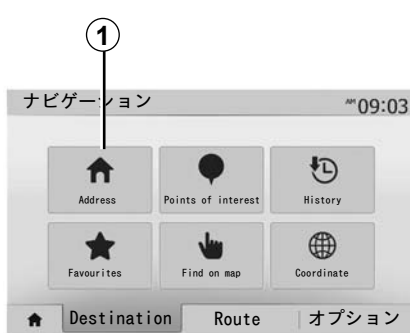 1
ナビゲーション AM 09:03
Address Points of interest History
Favourites Find on map Coordinate
Destination Route オプション